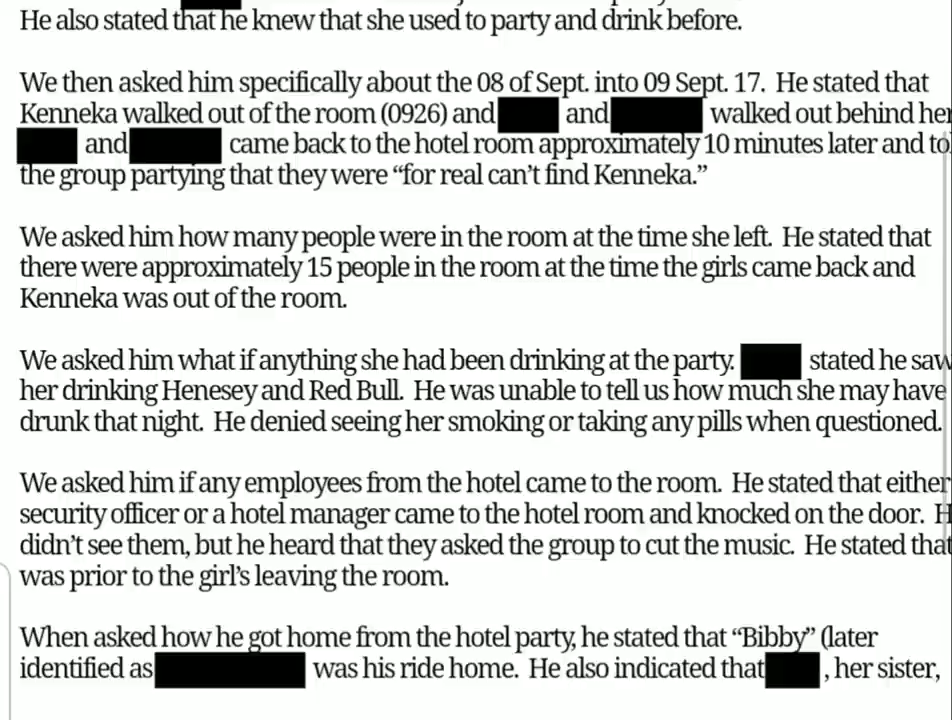 He also stated that he knew that she used to party and drink before.
We then asked him specifically about the 08 of Sept. into 09 Sept. 17. He stated that
Kenneka walked out of the room (0926) and and walked out behind her
and came back to the hotel room approximately 10 minutes later and to
the group partying that they were “for real can’t find Kenneka.”
We asked him how many people were in the room at the time she left. He stated that
there were approximately 15 people in the room at the time the girls came back and
Kenneka was out of the room.
We asked him what if anything she had been drinking at the party. stated he saw
her drinking Henesey and Red Bull. He was unable to tell us how much she may have
drunk that night. He denied seeing her smoking or taking any pills when questioned.
We asked him if any employees from the hotel came to the room. He stated that either
security officer or a hotel manager came to the hotel room and knocked on the door. H
didn’t see them, but he heard that they asked the group to cut the music. He stated that
was prior to the girl’s leaving the room.
When asked how he got home from the hotel party, he stated that “Bibby” (later
identified as was his ride home. He also indicated that , her sister,